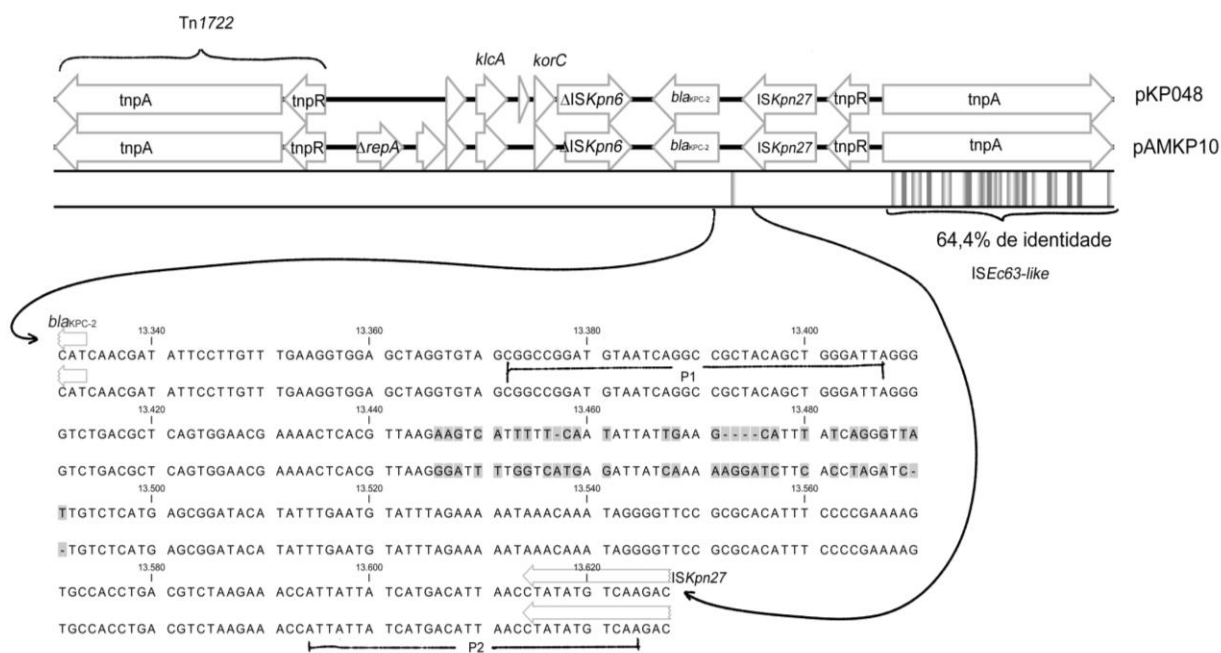 Tn1722
klcA korC
tnpA tnpR ΔISKpn6 blaKPC-2 ISKpn27 tnpR tnpA pKP048
tnpA tnpR ΔrepA ΔISKpn6 blaKPC-2 ISKpn27 tnpR tnpA pAMKP10
64,4% de identidade
ISEc63-like
blaKPC-2
13.340 13.360 13.380 13.400
CATCAACGAT ATTCCTTGTT TGAAGGTGGA GCTAGGTGTA GCGGCCGGAT GTAATCAGGC CGCTACAGCT GGGATTAGGG
CATCAACGAT ATTCCTTGTT TGAAGGTGGA GCTAGGTGTA GCGGCCGGAT GTAATCAGGC CGCTACAGCT GGGATTAGGG
P1
13.420 13.440 13.460 13.480
GTCTGACGCT CAGTGGAACG AAAACTCACG TTAAGAAGTC ATTTTT-CAA TATTATTGAA G----CATTT ATCAGGGTTA
GTCTGACGCT CAGTGGAACG AAAACTCACG TTAAGGGATT TTGGTCATGA GATTATCAAA AAGGATCTTC ACCTAGATC-
13.500 13.520 13.540 13.560
TTGTCTCATG AGCGGATACA TATTTGAATG TATTTAGAAA AATAAACAAA TAGGGGTTCC GCGCACATTT CCCCGAAAAG
-TGTCTCATG AGCGGATACA TATTTGAATG TATTTAGAAA AATAAACAAA TAGGGGTTCC GCGCACATTT CCCCGAAAAG
13.580 13.600 13.620
ISKpn27
TGCCACCTGA CGTCTAAGAA ACCATTATTA TCATGACATT AACCTATATG TCAAGAC
TGCCACCTGA CGTCTAAGAA ACCATTATTA TCATGACATT AACCTATATG TCAAGAC
P2